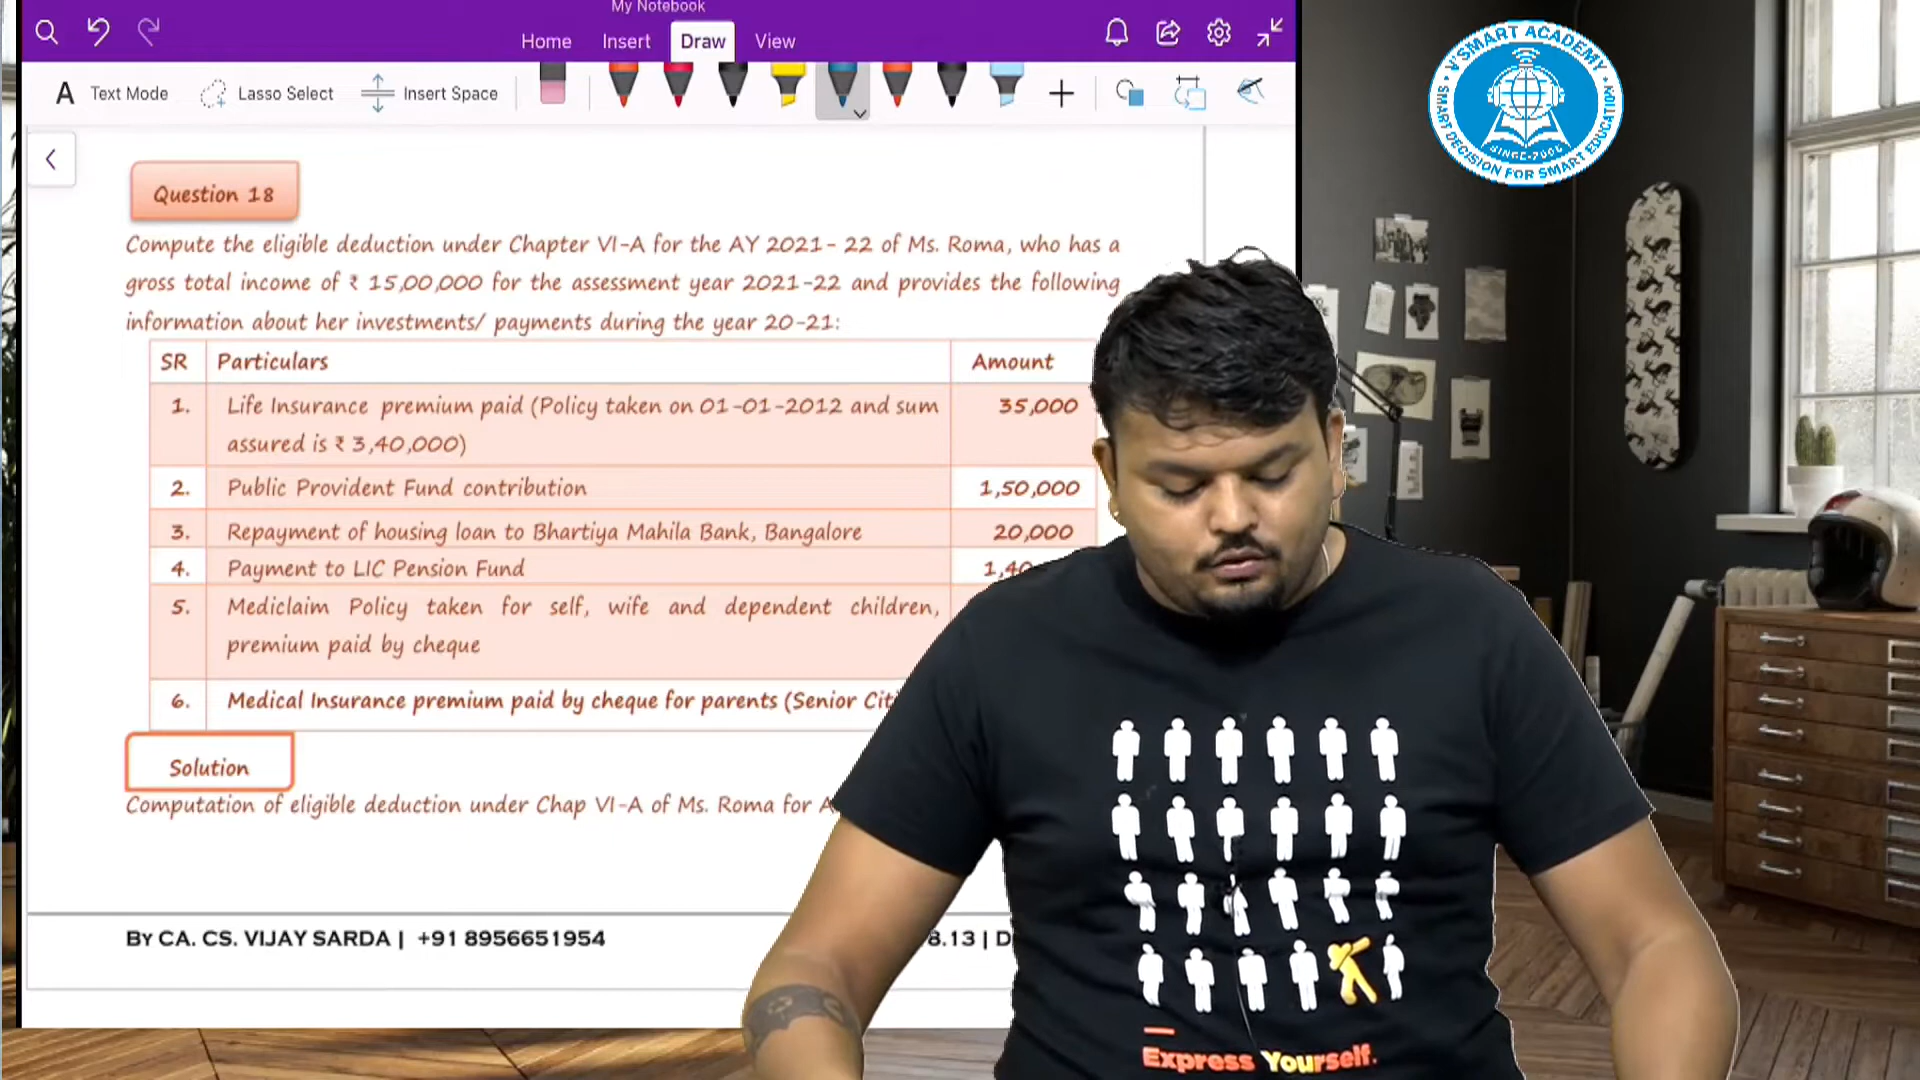 My Notebook
Home Insert Draw View
A Text Mode Lasso Select Insert Space
Question 18
Compute the eligible deduction under Chapter VI-A for the AY 2021- 22 of Ms. Roma, who has a
gross total income of ₹ 15,00,000 for the assessment year 2021-22 and provides the following
information about her investments/ payments during the year 20-21:
SR Particulars Amount
1. Life Insurance premium paid (Policy taken on 01-01-2012 and sum 35,000
assured is ₹ 3,40,000)
2. Public Provident Fund contribution 1,50,000
3. Repayment of housing loan to Bhartiya Mahila Bank, Bangalore 20,000
4. Payment to LIC Pension Fund 1,40
5. Mediclaim Policy taken for self, wife and dependent children,
premium paid by cheque
6. Medical Insurance premium paid by cheque for parents (Senior Citi
Solution
Computation of eligible deduction under Chap VI-A of Ms. Roma for A
By CA. CS. VIJAY SARDA | +91 8956651954 8.13 | D
V'SMART ACADEMY
SINCE-2006
SMART DECISION FOR SMART EDUCATION
Express Yourself.